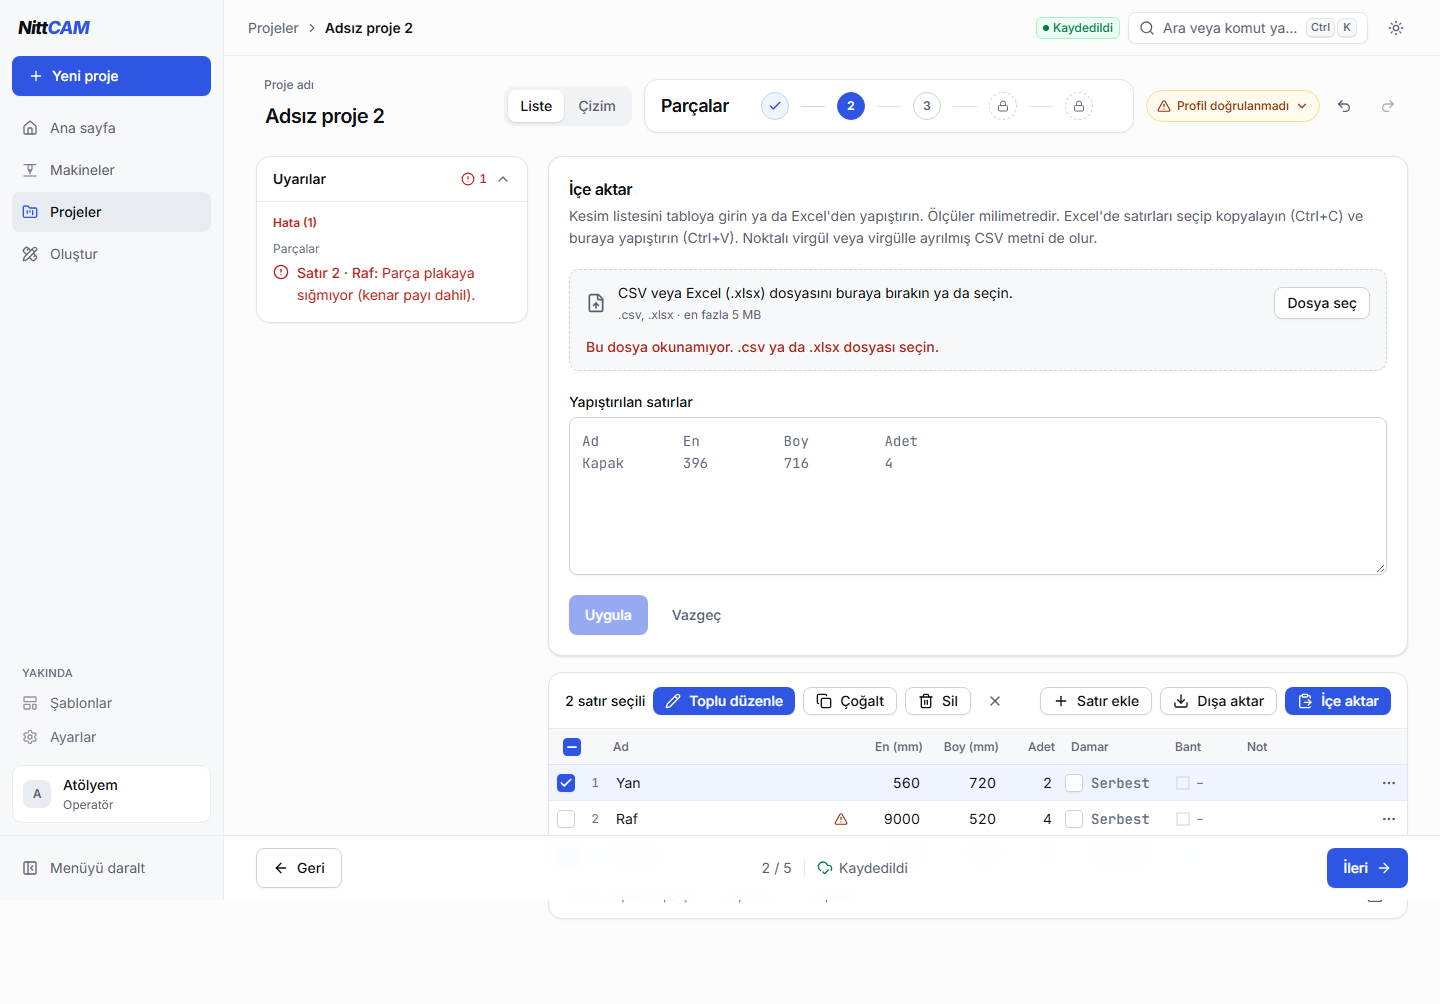 NittCAM
Yeni proje
Ana sayfa
Makineler
Projeler
Oluştur
YAKINDA
Şablonlar
Ayarlar
A
Atölyem
Operatör
Menüyü daralt
Projeler > Adsız proje 2
Kaydedildi
Ara veya komut ya... Ctrl K
Proje adı
Adsız proje 2
Liste Çizim
Parçalar 2 3
Profil doğrulanmadı
Uyarılar 1
Hata (1)
Parçalar
Satır 2 · Raf: Parça plakaya
sığmıyor (kenar payı dahil).
İçe aktar
Kesim listesini tabloya girin ya da Excel'den yapıştırın. Ölçüler milimetredir. Excel'de satırları seçip kopyalayın (Ctrl+C) ve
buraya yapıştırın (Ctrl+V). Noktalı virgül veya virgülle ayrılmış CSV metni de olur.
CSV veya Excel (.xlsx) dosyasını buraya bırakın ya da seçin.
.csv, .xlsx · en fazla 5 MB
Dosya seç
Bu dosya okunamıyor. .csv ya da .xlsx dosyası seçin.
Yapıştırılan satırlar
Ad En Boy Adet
Kapak 396 716 4
Uygula Vazgeç
2 satır seçili Toplu düzenle Çoğalt Sil Satır ekle Dışa aktar İçe aktar
Ad En (mm) Boy (mm) Adet Damar Bant Not
1 Yan 560 720 2 Serbest –
2 Raf 9000 520 4 Serbest –
Geri
2 / 5 Kaydedildi
İleri